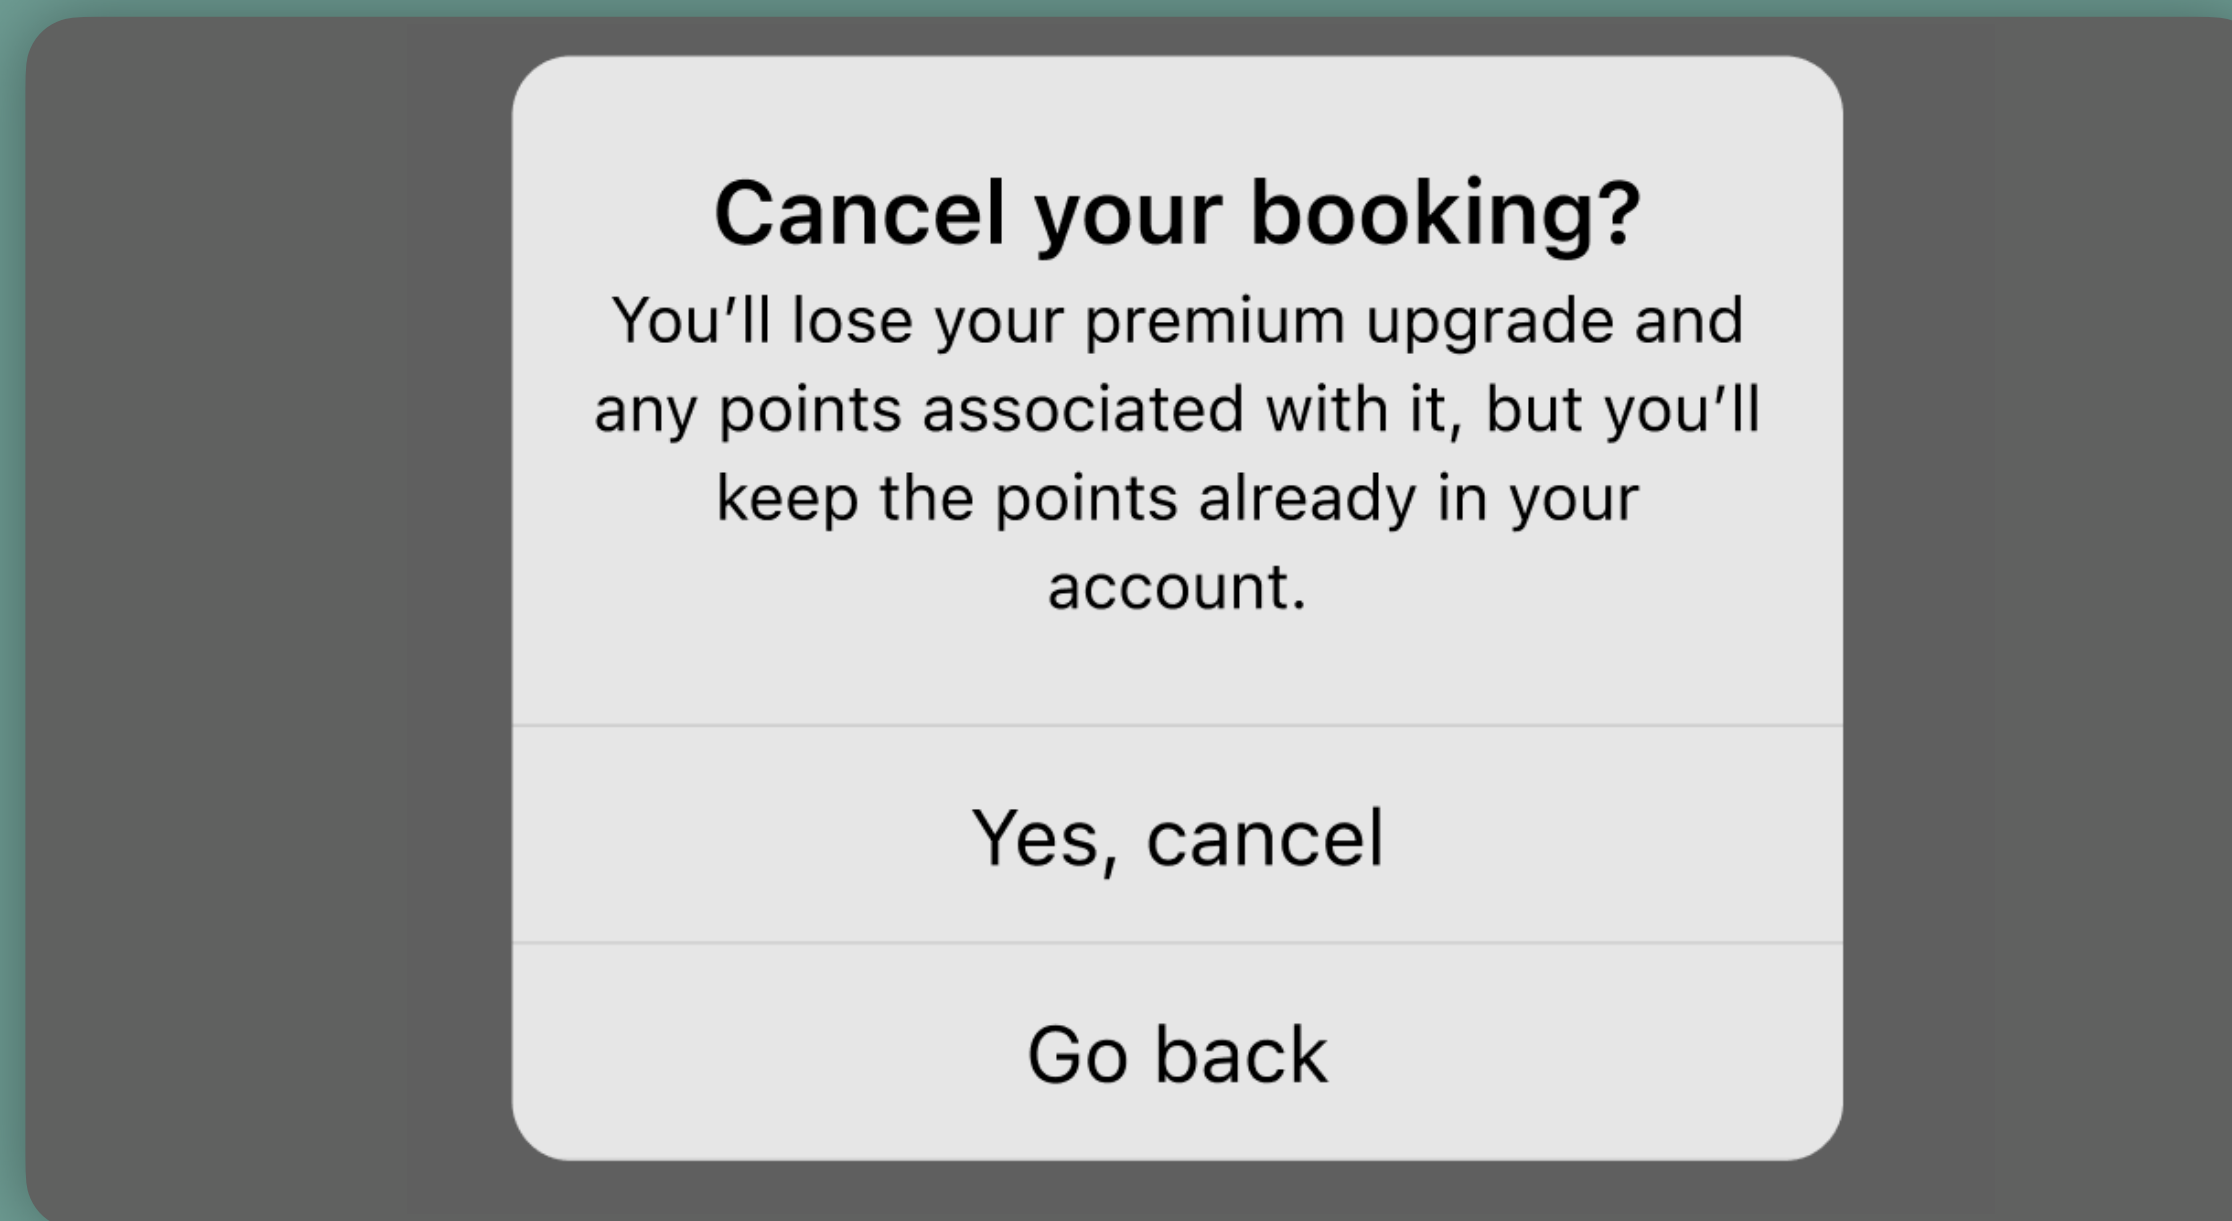 Cancel your booking?
You’ll lose your premium upgrade and
any points associated with it, but you’ll
keep the points already in your
account.
Yes, cancel
Go back